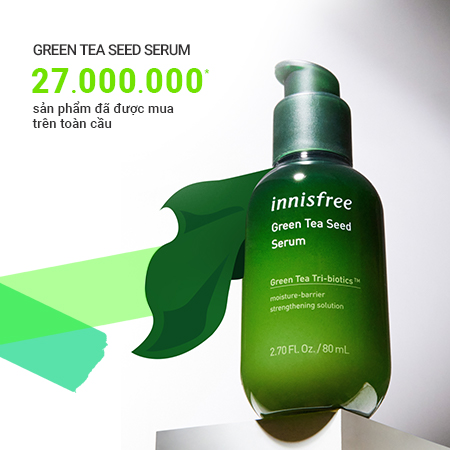 GREEN TEA SEED SERUM
27.000.000*
sản phẩm đã được mua
trên toàn cầu
innisfree
Green Tea Seed
Serum
Green Tea Tri-biotics™
moisture-barrier
strengthening solution
2.70 FL Oz. / 80 mL